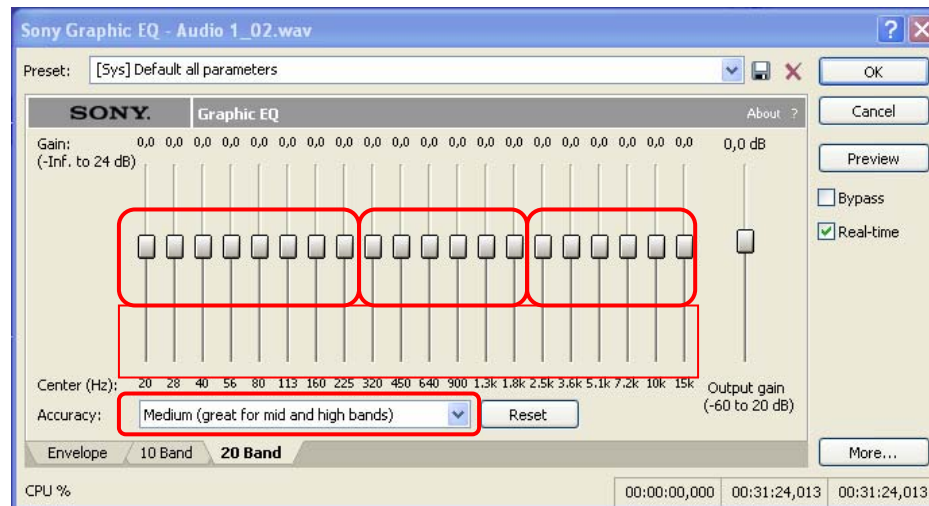 Sony Graphic EQ - Audio 1_02.wav
Preset: [Sys] Default all parameters
OK
SONY. Graphic EQ About ?
Cancel
Gain: 0,0 0,0 0,0 0,0 0,0 0,0 0,0 0,0 0,0 0,0 0,0 0,0 0,0 0,0 0,0 0,0 0,0 0,0 0,0 0,0 0,0 dB
(-Inf. to 24 dB)
Preview
Bypass
Real-time
Center (Hz): 20 28 40 56 80 113 160 225 320 450 640 900 1.3k 1.8k 2.5k 3.6k 5.1k 7.2k 10k 15k Output gain
(-60 to 20 dB)
Accuracy: Medium (great for mid and high bands) Reset
Envelope 10 Band 20 Band
More...
CPU % 00:00:00,000 00:31:24,013 00:31:24,013